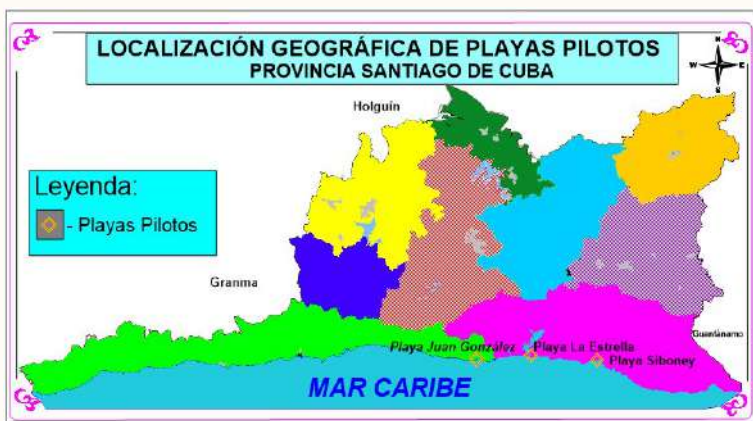 LOCALIZACIÓN GEOGRÁFICA DE PLAYAS PILOTOS
PROVINCIA SANTIAGO DE CUBA
N
W E
S
Holguín
Leyenda:
- Playas Pilotos
Granma
Guantánamo
Playa Juan González
Playa La Estrella
Playa Siboney
MAR CARIBE